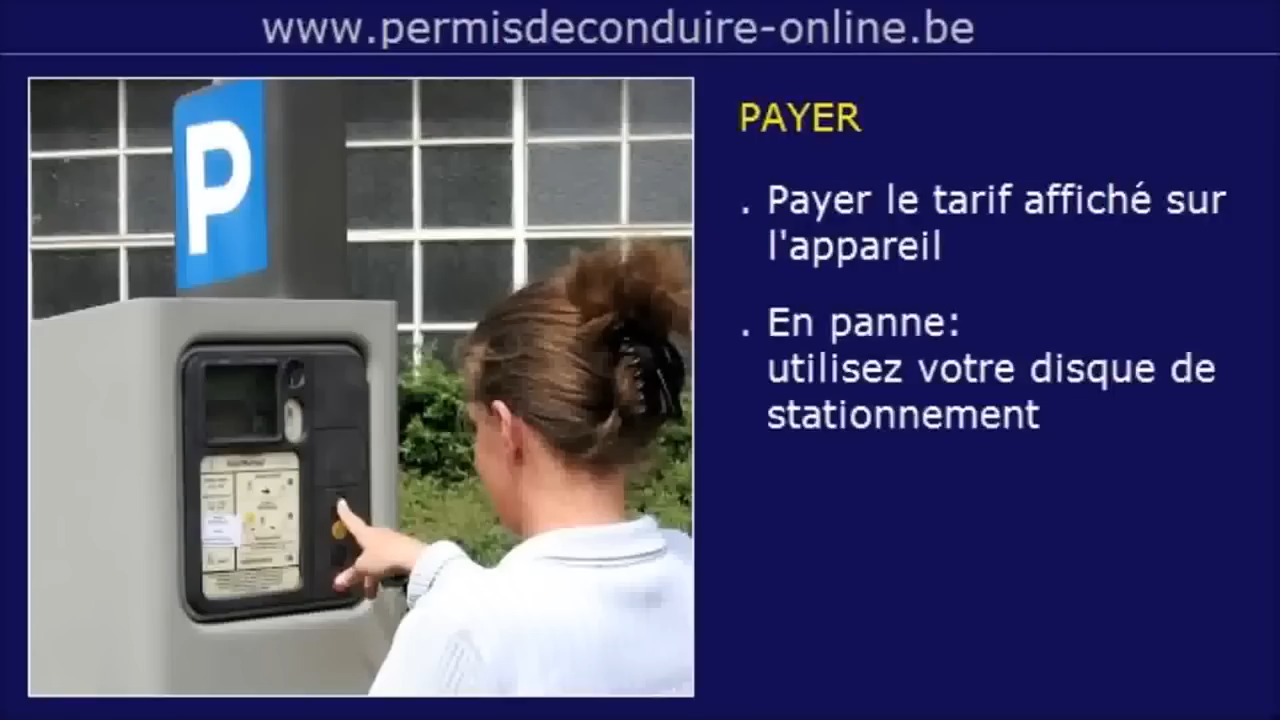 www.permisdeconduire-online.be
P
PAYER
. Payer le tarif affiché sur
l'appareil
. En panne:
utilisez votre disque de
stationnement